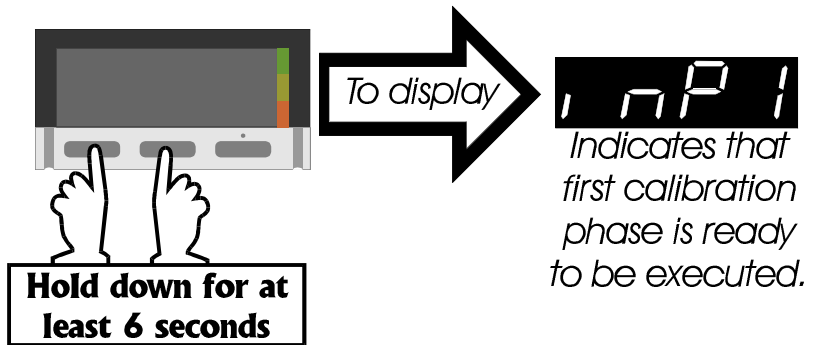 To display
ınP1
Indicates that
first calibration
phase is ready
to be executed.
Hold down for at
least 6 seconds